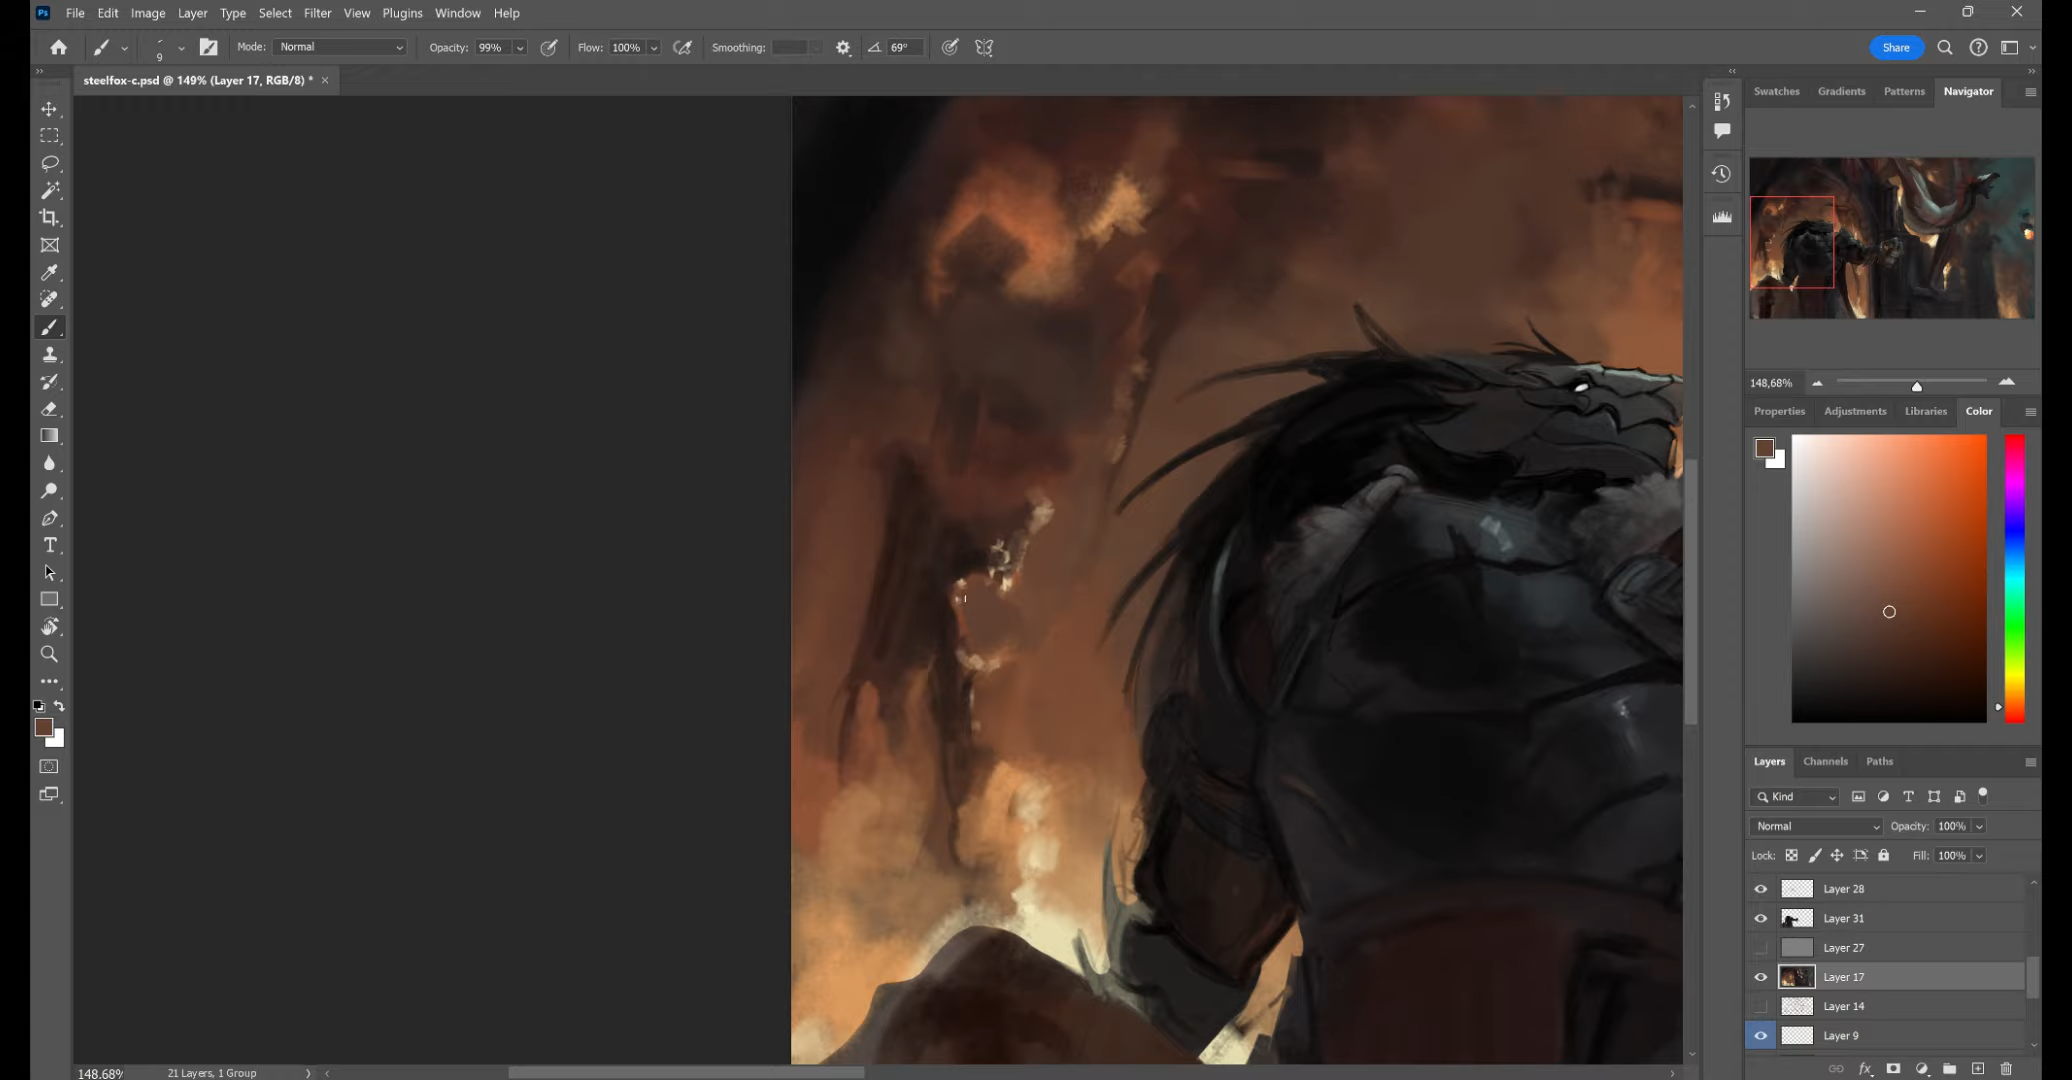 Ps File Edit Image Layer Type Select Filter View Plugins Window Help
9 Mode: Normal Opacity: 99% Flow: 100% Smoothing: 69° Share
steelfox-c.psd @ 149% (Layer 17, RGB/8) *
Swatches Gradients Patterns Navigator
148,68%
Properties Adjustments Libraries Color
Layers Channels Paths
Kind
Normal Opacity: 100%
Lock: Fill: 100%
Layer 28
Layer 31
Layer 27
Layer 17
Layer 14
Layer 9
148.68% 21 Layers, 1 Group